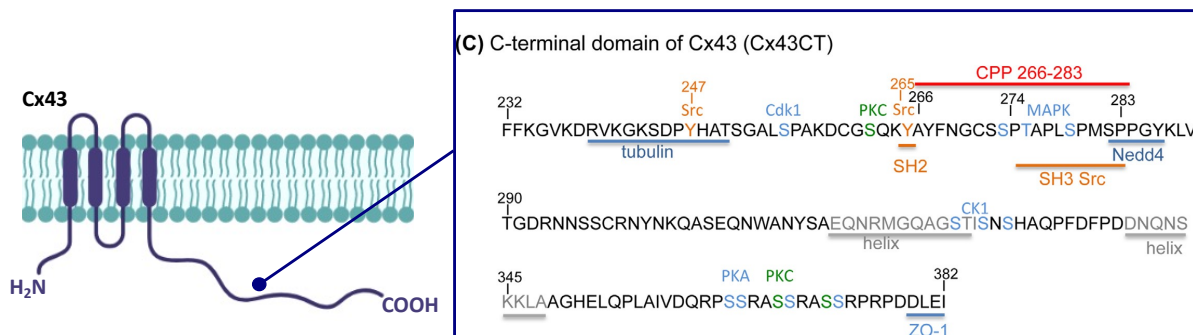 (C) C-terminal domain of Cx43 (Cx43CT)
CPP 266-283
Cx43
247
265
232
Src
Cdk1
PKC
Src
266
274
MAPK
283
FFKGVKDRVKGKSDPYHATSGALSPAKDCGSQKYAYFNGCSSPTAPLSPMSPPGYKLV
tubulin
SH2
Nedd4
SH3 Src
290
CK1
TGDRNNSSCRNYNKQASEQNWANYSAEQNRMGQAGSTISNSHAQPFDFPDDNQNS
helix
helix
345
PKA
PKC
382
KKLAAGHELQPLAIVDQRPSSRASSRASSRPRPDDLEI
ZO-1
H₂N
COOH